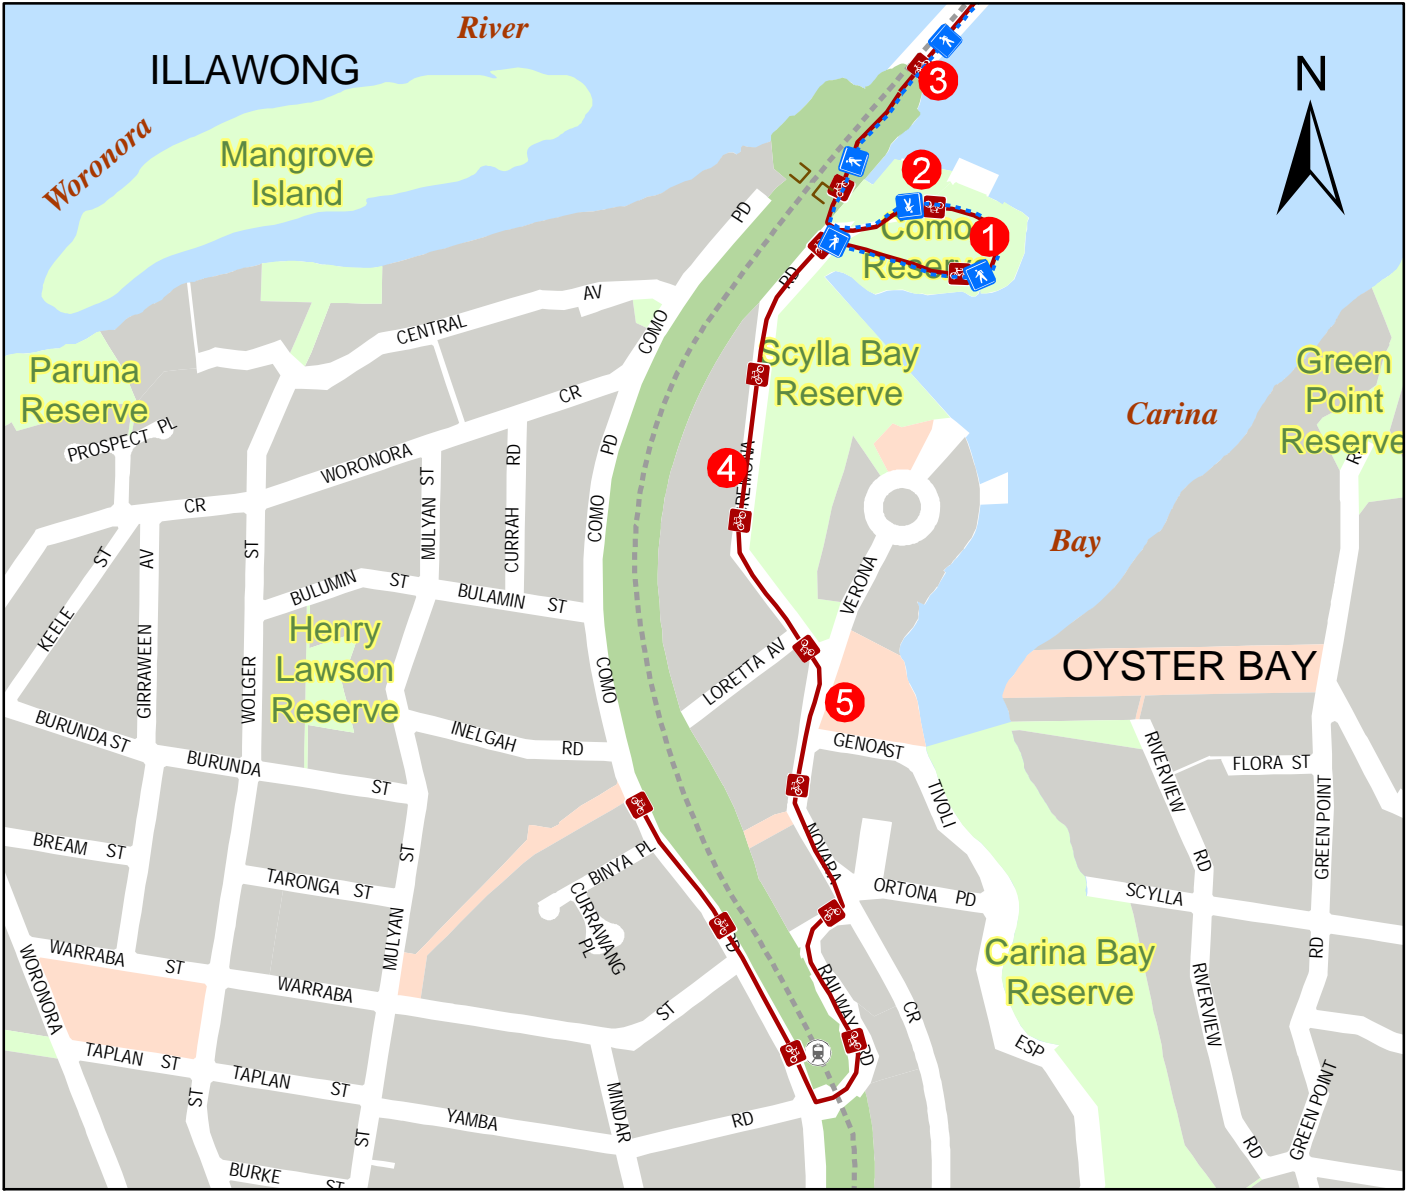 River
ILLAWONG
N
3
Woronora
Mangrove
Island
2
PD
1
Como
Reserve
RD
AV
CENTRAL
COMO
Scylla Bay
Reserve
Paruna
Reserve
Green
Point
Reserve
CR
Carina
PROSPECT PL
PD
WORONORA
RD
4
MULYAN ST
CR
COMO
CURRAH
Bay
ST
AV
ST
BULUMIN
ST
BULAMIN ST
VERONA
KEELE
Henry
Lawson
Reserve
GIRRAWEEN
WOLGER
COMO
LORETTA AV
OYSTER BAY
5
BURUNDA ST
INELGAH RD
GENOA ST
BURUNDA
ST
RIVERVIEW
FLORA ST
TIVOLI
GREEN POINT
BREAM ST
ST
BINYA PL
NOVARA
RD
TARONGA ST
CURRAWANG
PL
ORTONA PD
SCYLLA
MULYAN
WARRABA ST
RD
Carina Bay
Reserve
WORONORA
WARRABA
ST
RAILWAY
RD
CR
RIVERVIEW
RD
TAPLAN ST
TAPLAN ST
ESP
ST
MINDAR
YAMBA
RD
GREEN POINT
ST
RD
BURKE ST